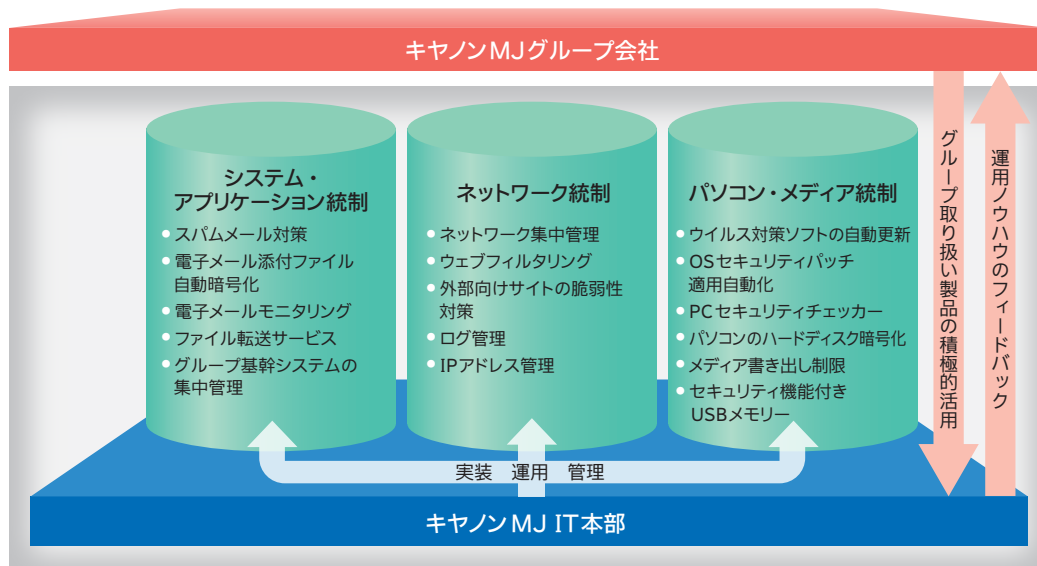 キヤノンMJグループ会社
システム・
アプリケーション統制
• スパムメール対策
• 電子メール添付ファイル
自動暗号化
• 電子メールモニタリング
• ファイル転送サービス
• グループ基幹システムの
集中管理
ネットワーク統制
• ネットワーク集中管理
• ウェブフィルタリング
• 外部向けサイトの脆弱性
対策
• ログ管理
• IPアドレス管理
パソコン・メディア統制
• ウイルス対策ソフトの自動更新
• OSセキュリティパッチ
適用自動化
• PCセキュリティチェッカー
• パソコンのハードディスク暗号化
• メディア書き出し制限
• セキュリティ機能付き
USBメモリー
グループ取り扱い製品の積極的活用
運用ノウハウのフィードバック
実装 運用 管理
キヤノンMJ IT本部